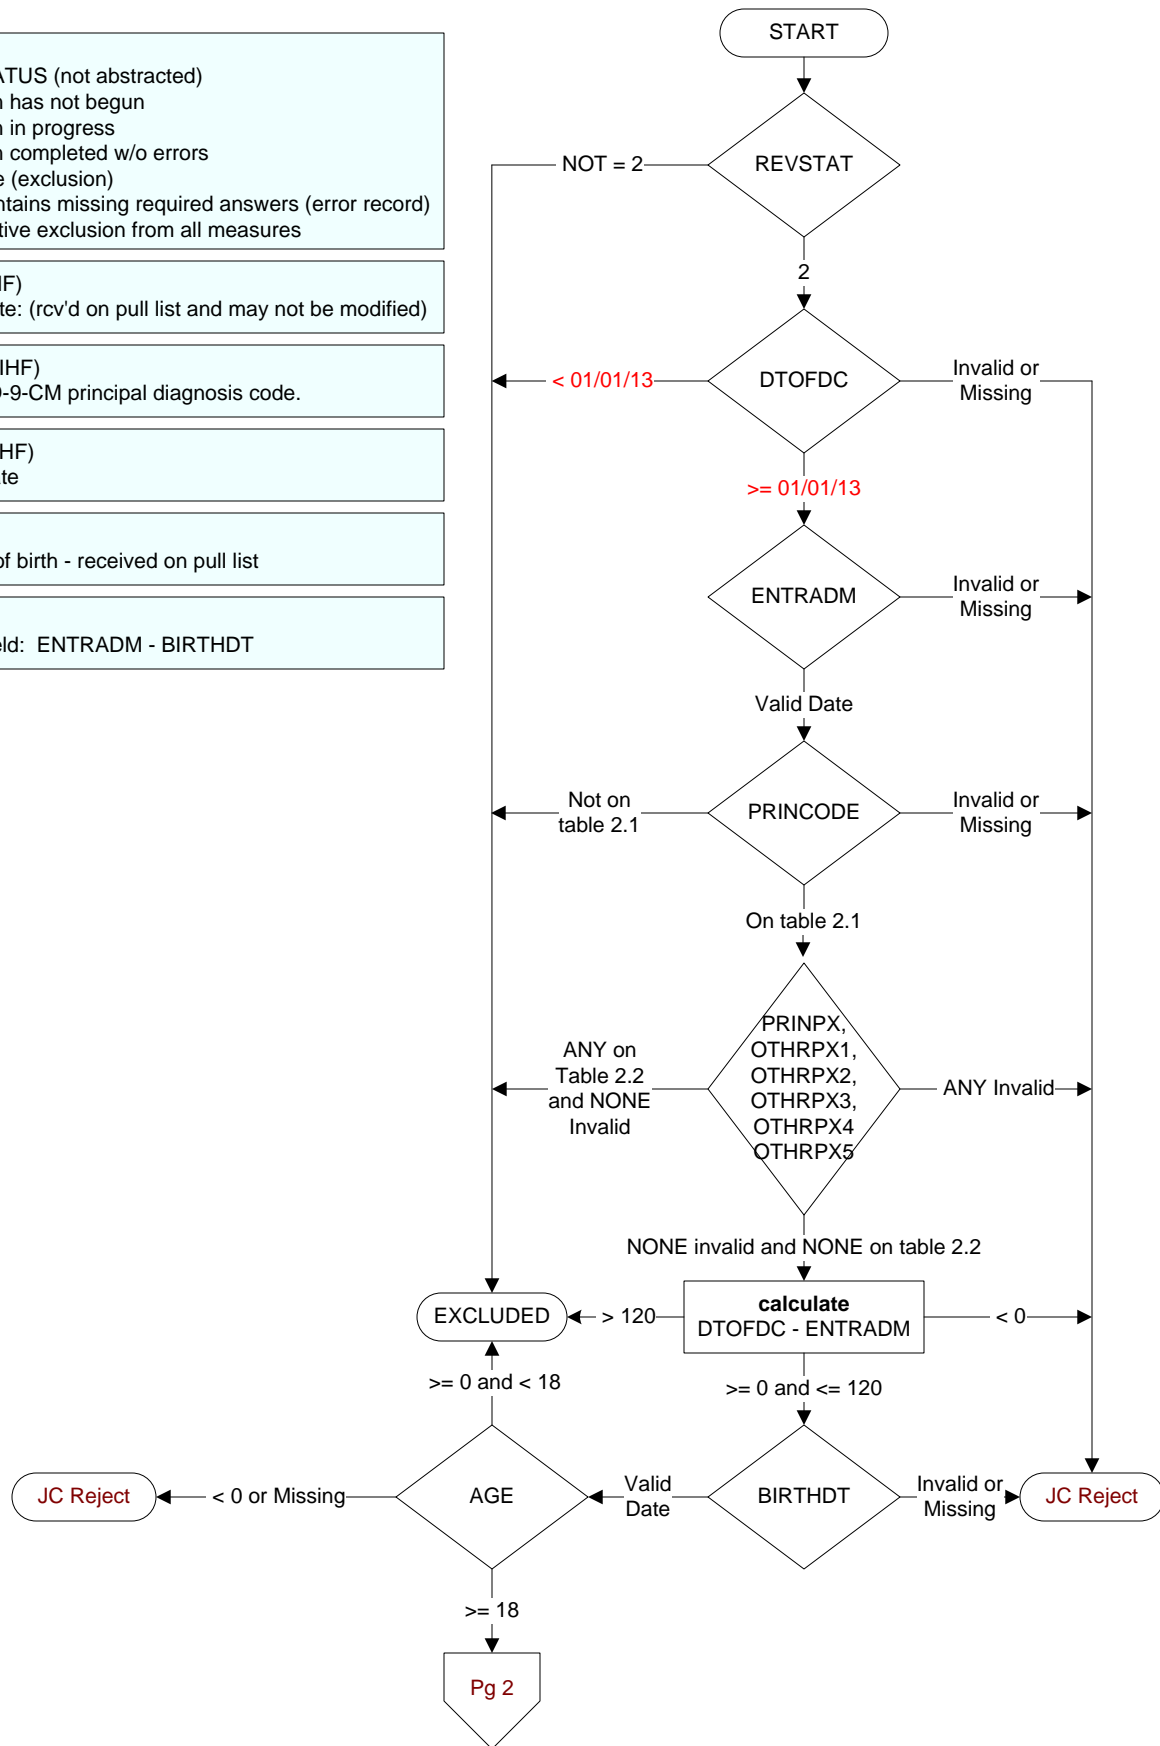 START
ATUS (not abstracted)
n has not begun
n in progress
n completed w/o errors
e (exclusion)
ntains missing required answers (error record)
tive exclusion from all measures
IF)
te: (rcv'd on pull list and may not be modified)
IHF)
9-CM principal diagnosis code.
HF)
te
of birth - received on pull list
eld: ENTRADM - BIRTHDT
NOT = 2
REVSTAT
2
< 01/01/13
DTOFDC
Invalid or
Missing
>= 01/01/13
ENTRADM
Invalid or
Missing
Valid Date
Not on
table 2.1
PRINCODE
Invalid or
Missing
On table 2.1
ANY on
Table 2.2
and NONE
Invalid
PRINPX,
OTHRPX1,
OTHRPX2,
OTHRPX3,
OTHRPX4
OTHRPX5
ANY Invalid
NONE invalid and NONE on table 2.2
EXCLUDED
> 120
calculate
DTOFDC - ENTRADM
< 0
>= 0 and < 18
>= 0 and <= 120
JC Reject
< 0 or Missing
AGE
Valid
Date
BIRTHDT
Invalid or
Missing
JC Reject
>= 18
Pg 2